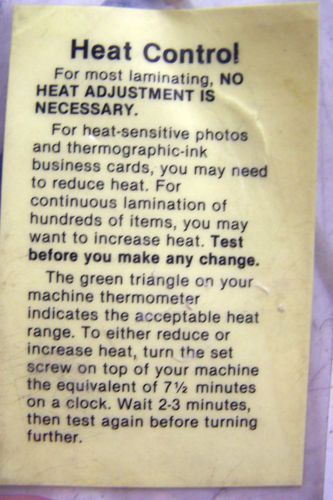 Heat Control
For most laminating, NO
HEAT ADJUSTMENT IS
NECESSARY.
For heat-sensitive photos
and thermographic-ink
business cards, you may need
to reduce heat. For
continuous lamination of
hundreds of items, you may
want to increase heat. Test
before you make any change.
The green triangle on your
machine thermometer
indicates the acceptable heat
range. To either reduce or
increase heat, turn the set
screw on top of your machine
the equivalent of 7½ minutes
on a clock. Wait 2-3 minutes,
then test again before turning
further.